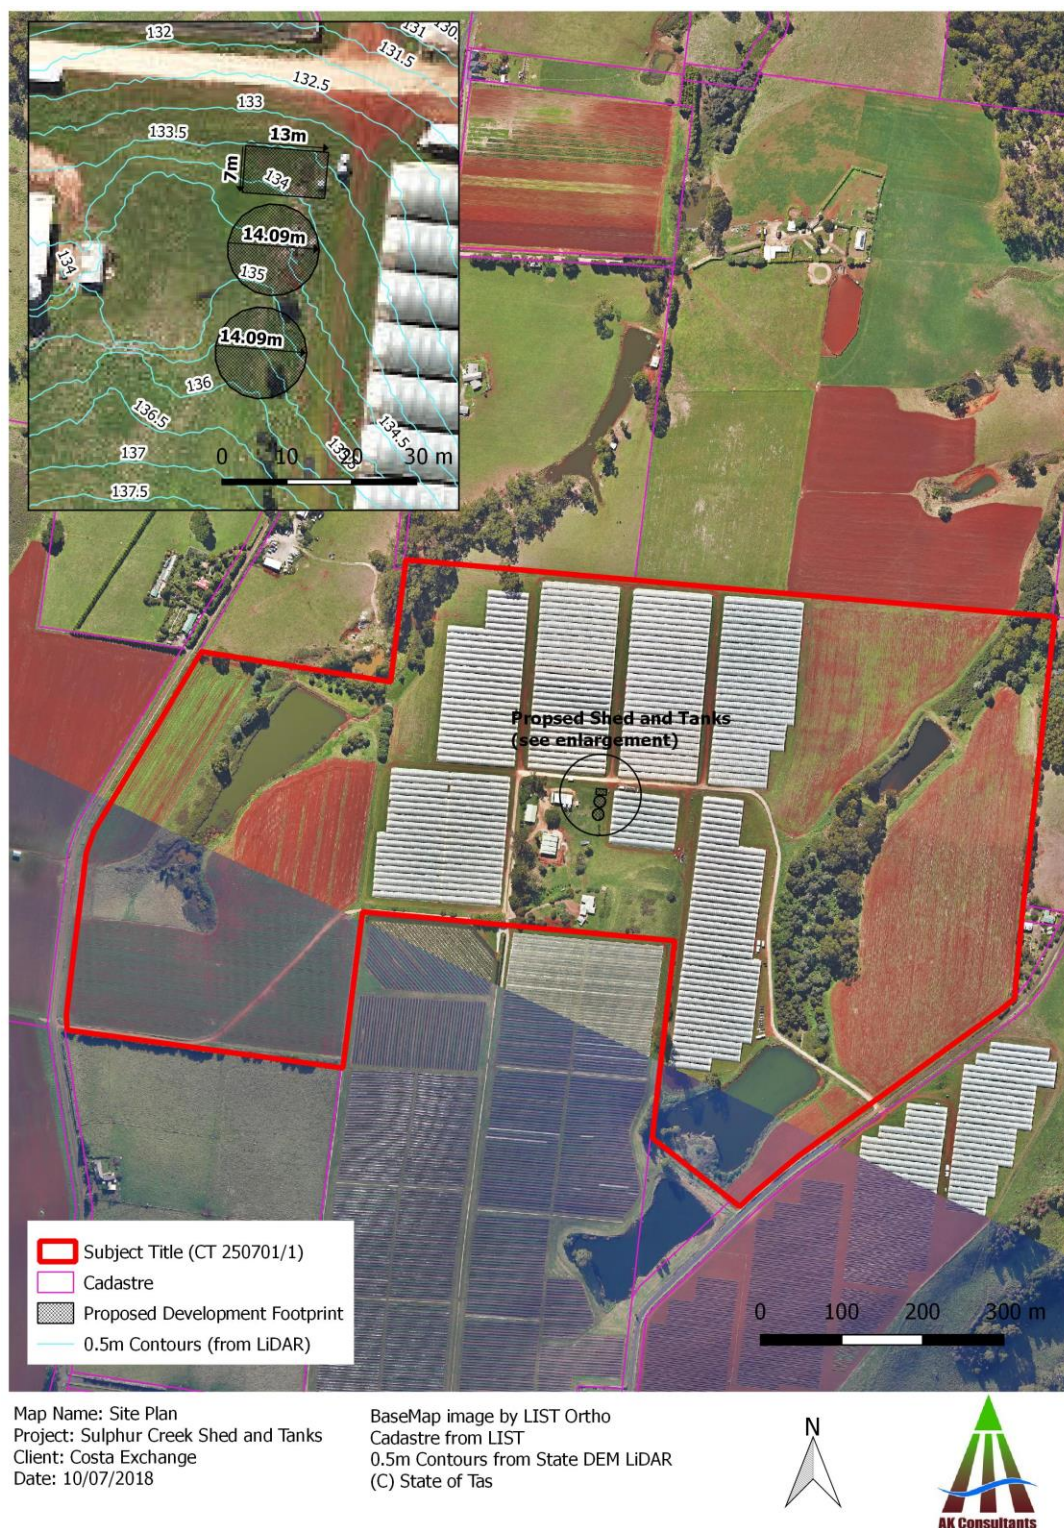 132
131
130.
131.5
132.5
133
133.5
13m
7m
134
14.09m
134
135
14.09m
136
136.5
134.5
137
137.5
0 10 20 30 m
Propsed Shed and Tanks
(see enlargement)
Subject Title (CT 250701/1)
Cadastre
Proposed Development Footprint
0.5m Contours (from LiDAR)
0 100 200 300 m
Map Name: Site Plan
Project: Sulphur Creek Shed and Tanks
Client: Costa Exchange
Date: 10/07/2018
BaseMap image by LIST Ortho
Cadastre from LIST
0.5m Contours from State DEM LiDAR
(C) State of Tas
N
AK Consultants